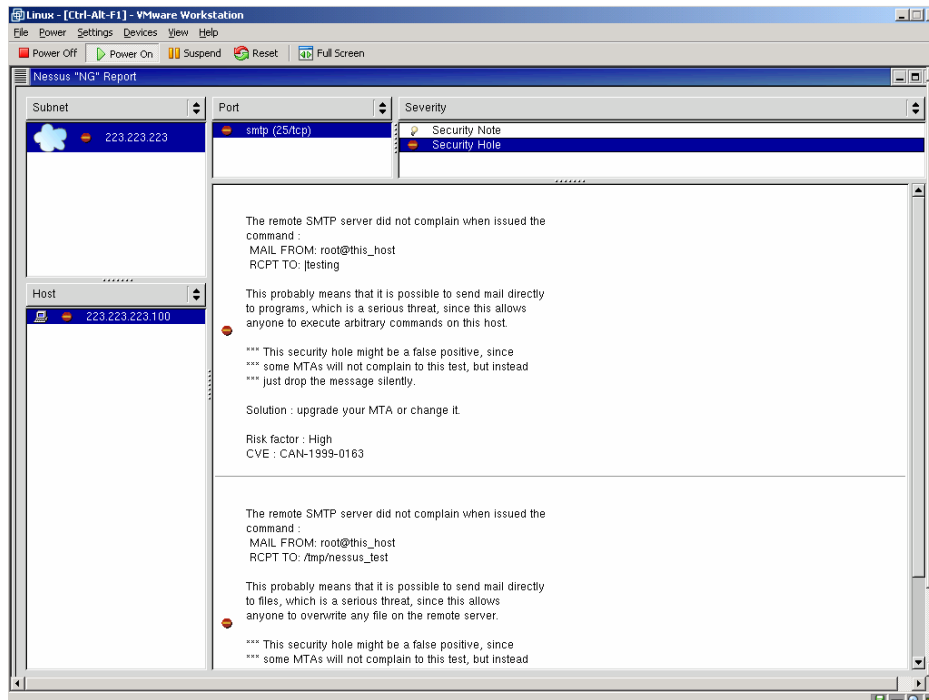 Linux - [Ctrl-Alt-F1] - VMware Workstation
File Power Settings Devices View Help
Power Off Power On Suspend Reset Full Screen
Nessus "NG" Report
Subnet
Port
Severity
223.223.223
smtp (25/tcp)
Security Note
Security Hole
The remote SMTP server did not complain when issued the
command :
MAIL FROM: root@this_host
RCPT TO: |testing
This probably means that it is possible to send mail directly
to programs, which is a serious threat, since this allows
anyone to execute arbitrary commands on this host.
*** This security hole might be a false positive, since
*** some MTAs will not complain to this test, but instead
*** just drop the message silently.
Solution : upgrade your MTA or change it.
Risk factor : High
CVE : CAN-1999-0163
The remote SMTP server did not complain when issued the
command :
MAIL FROM: root@this_host
RCPT TO: /tmp/nessus_test
This probably means that it is possible to send mail directly
to files, which is a serious threat, since this allows
anyone to overwrite any file on the remote server.
*** This security hole might be a false positive, since
*** some MTAs will not complain to this test, but instead
Host
223.223.223.100